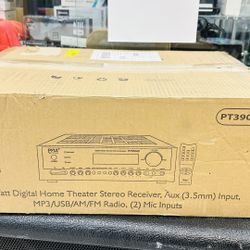 PT390
PYLE
att Digital Home Theater Stereo Receiver, Aux (3.5mm) Input,
MP3/USB/AM/FM Radio, (2) Mic Inputs